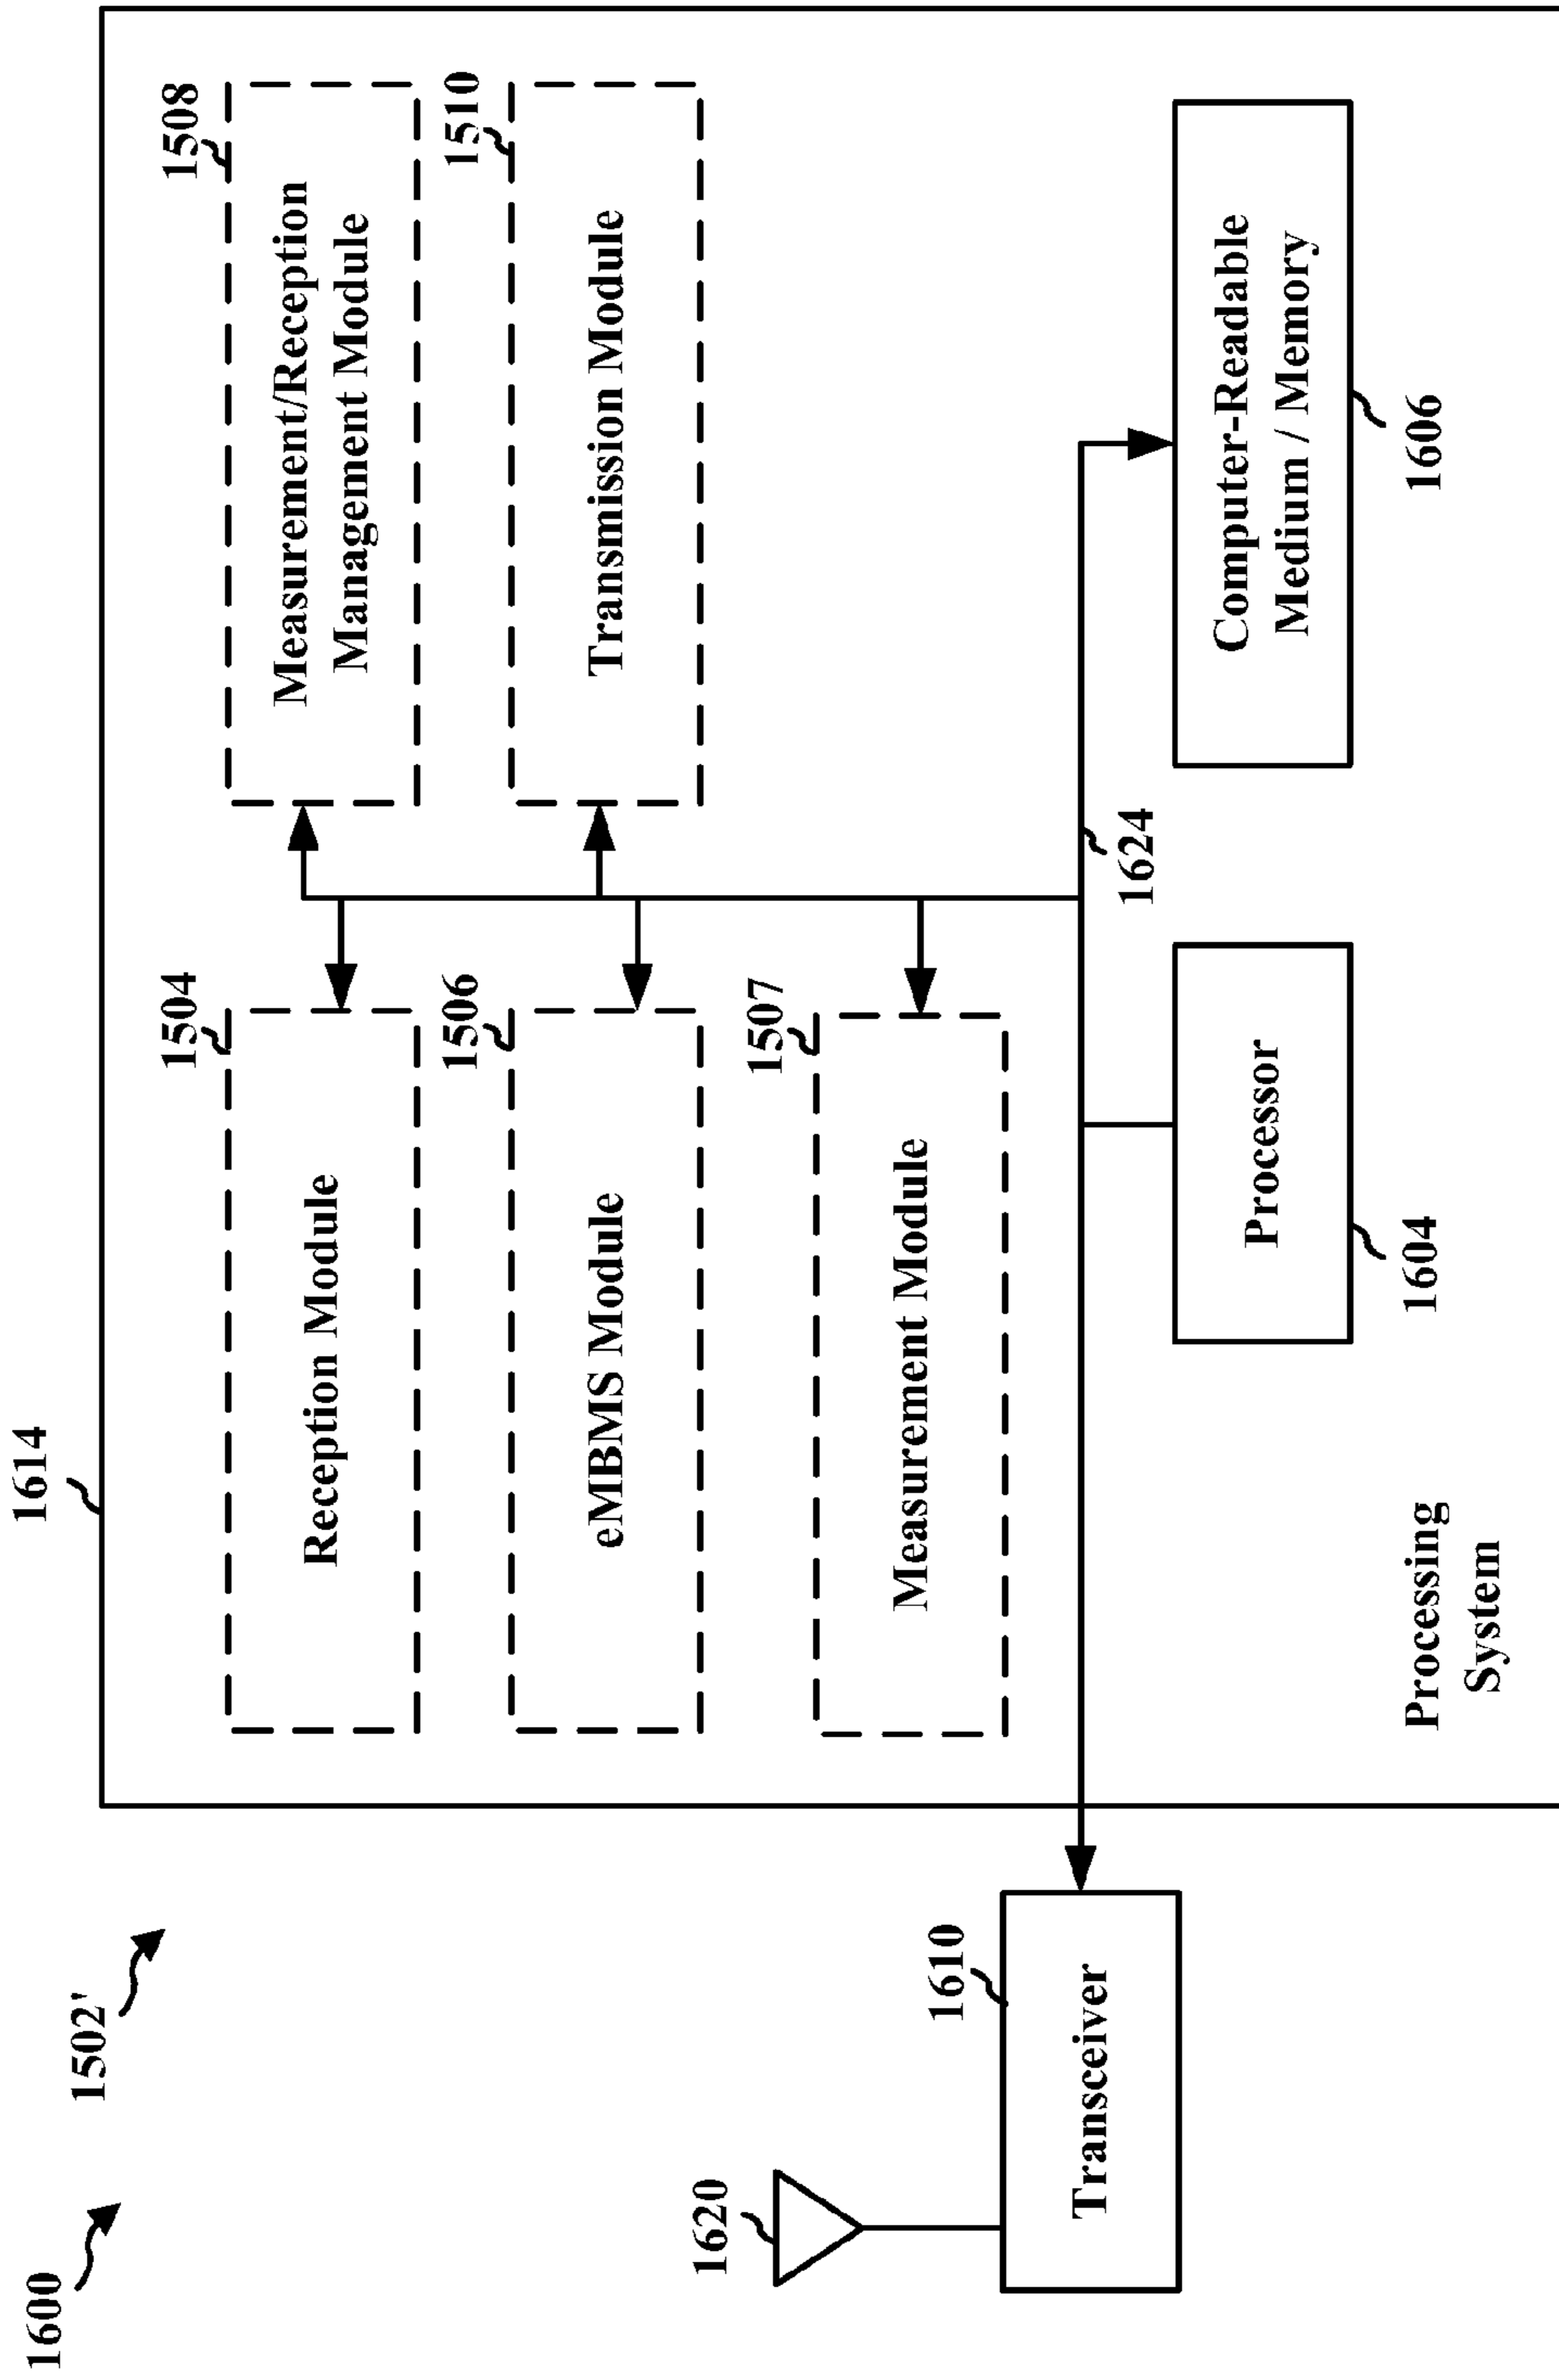 1600
1502'
1614
1504
Reception Module
1508
Measurement/Reception
Management Module
1506
eMBMS Module
1510
Transmission Module
1507
Measurement Module
1620
1610
Transceiver
1624
Processor
1604
Computer-Readable
Medium / Memory
1606
Processing
System